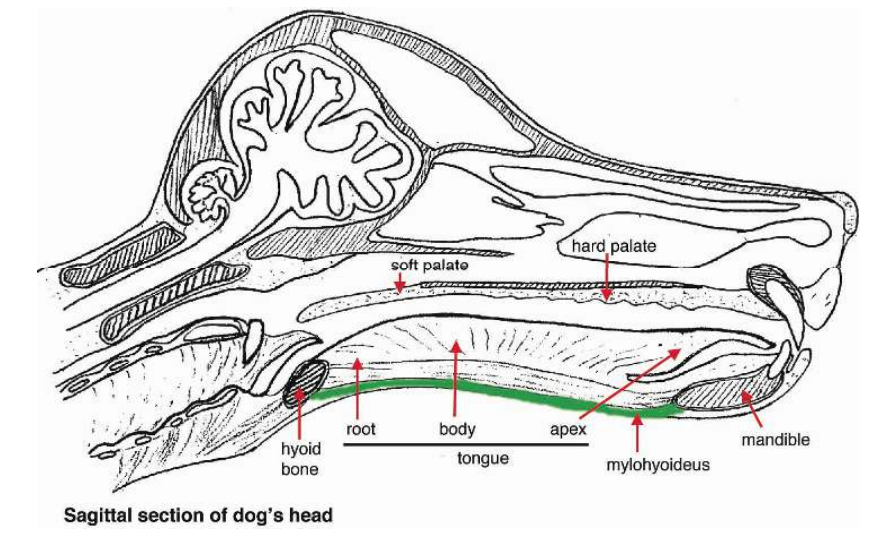 hard palate
soft palate
root
body
apex
mandible
hyoid
bone
tongue
mylohyoideus
Sagittal section of dog's head